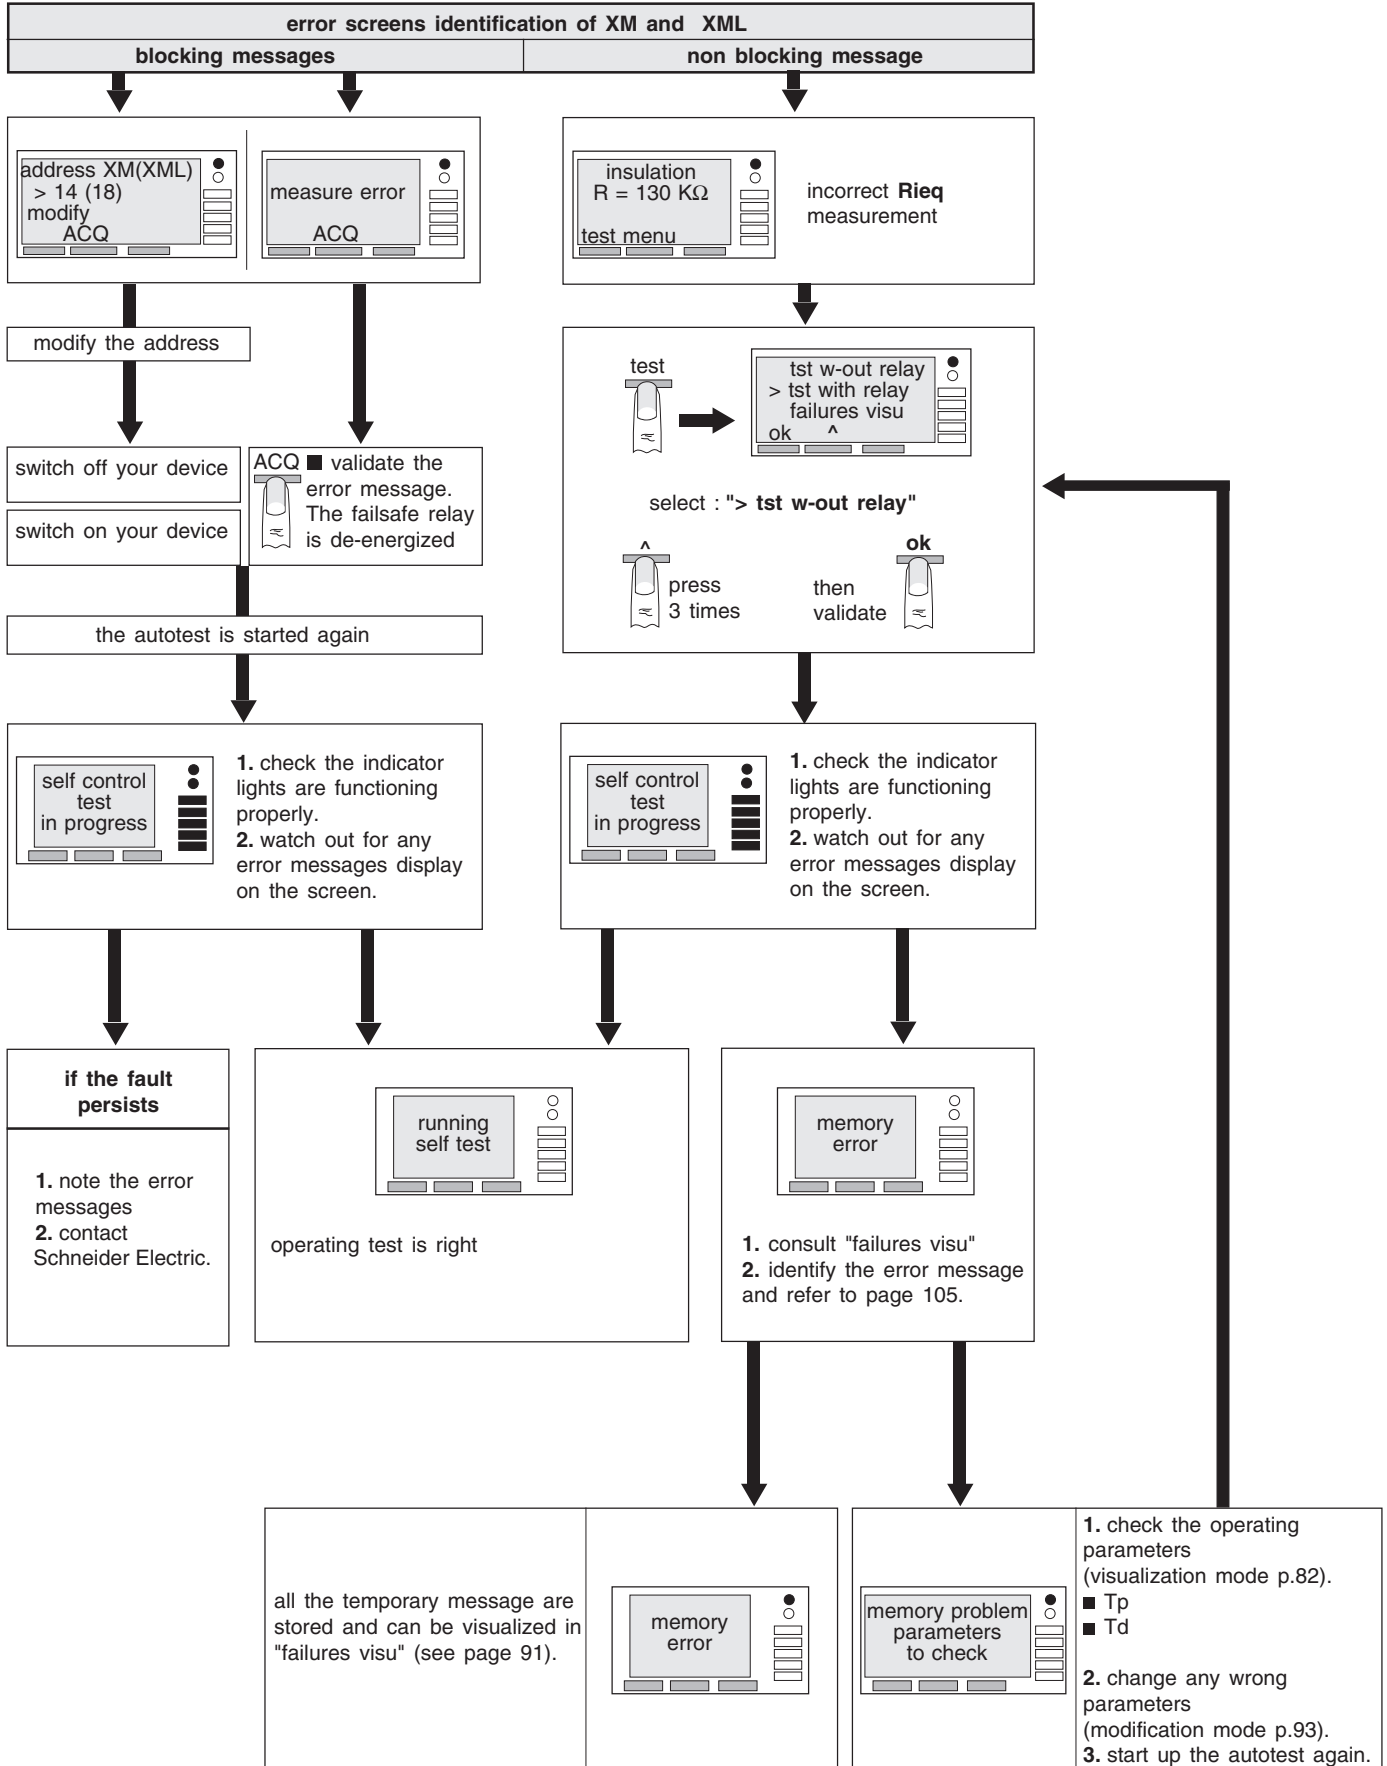 error screens identification of XM and XML
blocking messages
non blocking message
address XM(XML)
> 14 (18)
modify
ACQ
measure error
ACQ
insulation
R = 130 KΩ
test menu
incorrect Rieq
measurement
modify the address
switch off your device
switch on your device
ACQ
■ validate the
error message.
The failsafe relay
is de-energized
the autotest is started again
test
tst w-out relay
> tst with relay
failures visu
ok ^
select : "> tst w-out relay"
^
press
3 times
then
validate
ok
self control
test
in progress
1. check the indicator
lights are functioning
properly.
2. watch out for any
error messages display
on the screen.
self control
test
in progress
1. check the indicator
lights are functioning
properly.
2. watch out for any
error messages display
on the screen.
if the fault
persists
1. note the error
messages
2. contact
Schneider Electric.
running
self test
operating test is right
memory
error
1. consult "failures visu"
2. identify the error message
and refer to page 105.
all the temporary message are
stored and can be visualized in
"failures visu" (see page 91).
memory
error
memory problem
parameters
to check
1. check the operating
parameters
(visualization mode p.82).
■ Tp
■ Td
2. change any wrong
parameters
(modification mode p.93).
3. start up the autotest again.